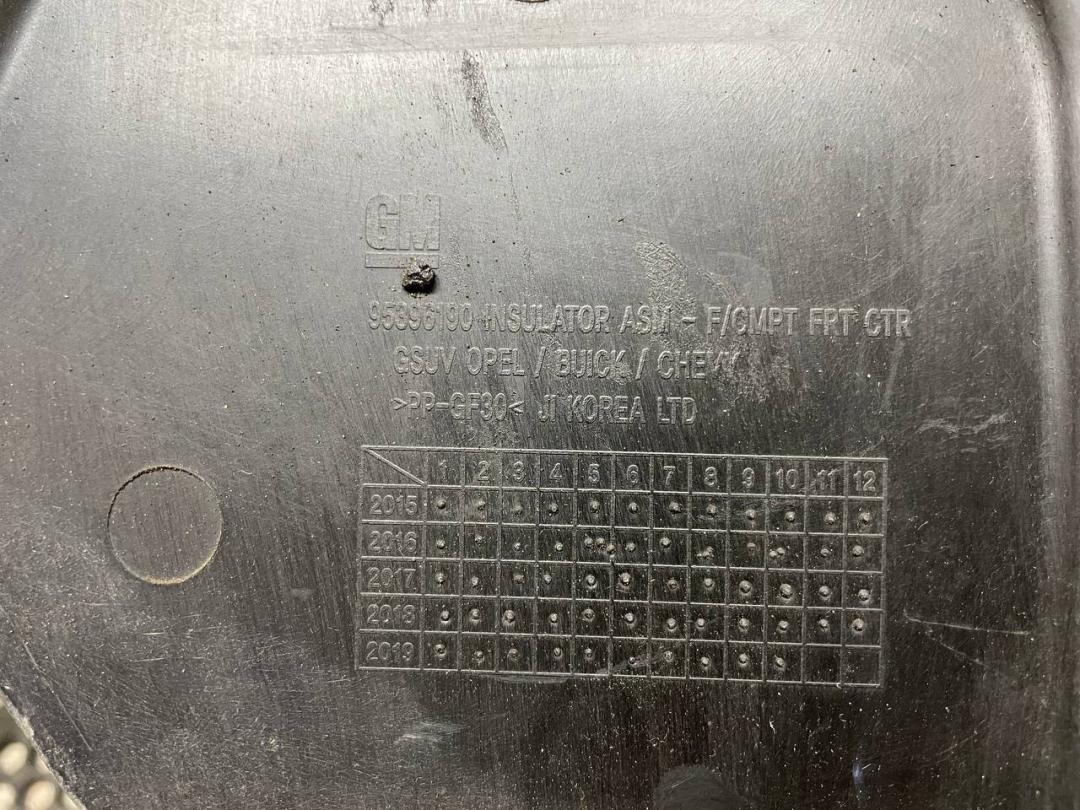 GM
95396190 INSULATOR ASM - F/CMPT FRT CTR
GSUV OPEL / BUICK / CHEVY
>PP-GF30< JI KOREA LTD
1 2 3 4 5 6 7 8 9 10 11 12
2015
2016
2017
2018
2019